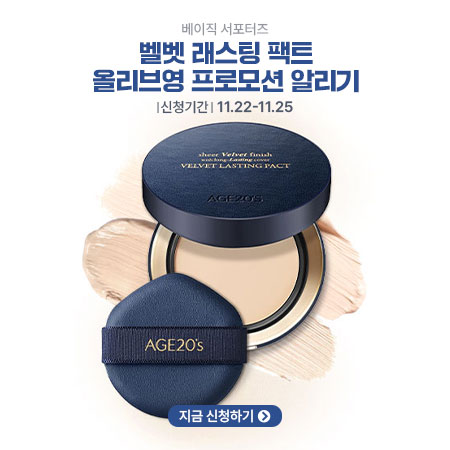 베이직 서포터즈
벨벳 래스팅 팩트
올리브영 프로모션 알리기
|신청기간| 11.22-11.25
sheer Velvet finish
with long-Lasting cover
VELVET LASTING PACT
AGE20's
AGE20's
지금 신청하기